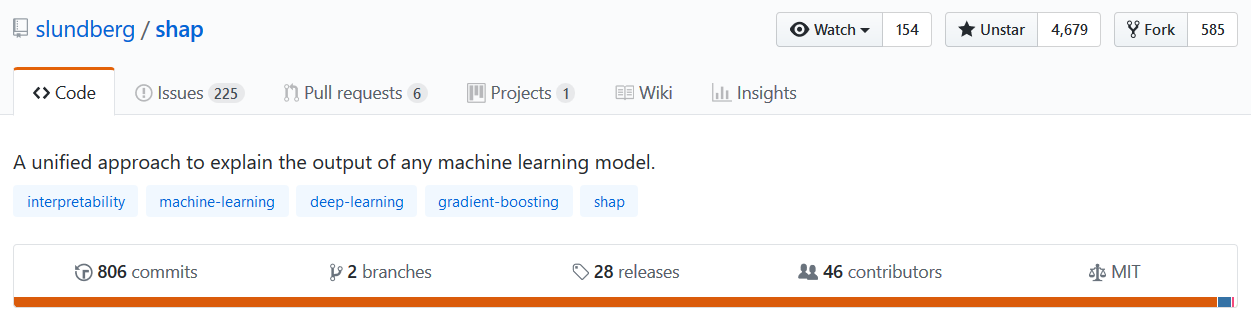 slundberg / shap Watch 154 Unstar 4,679 Fork 585
Code Issues 225 Pull requests 6 Projects 1 Wiki Insights
A unified approach to explain the output of any machine learning model.
interpretability machine-learning deep-learning gradient-boosting shap
806 commits 2 branches 28 releases 46 contributors MIT